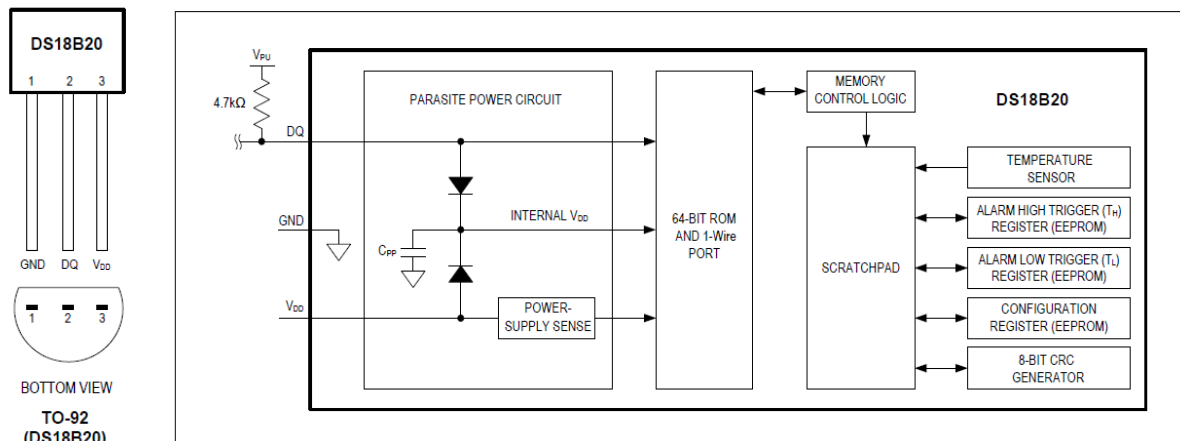 DS18B20
1 2 3
GND DQ VDD
1 2 3
BOTTOM VIEW
TO-92
(DS18B20)
VPU
4.7kΩ
DQ
GND
VDD
PARASITE POWER CIRCUIT
INTERNAL VDD
CPP
POWER-
SUPPLY SENSE
64-BIT ROM
AND 1-Wire
PORT
MEMORY
CONTROL LOGIC
SCRATCHPAD
DS18B20
TEMPERATURE
SENSOR
ALARM HIGH TRIGGER (TH)
REGISTER (EEPROM)
ALARM LOW TRIGGER (TL)
REGISTER (EEPROM)
CONFIGURATION
REGISTER (EEPROM)
8-BIT CRC
GENERATOR